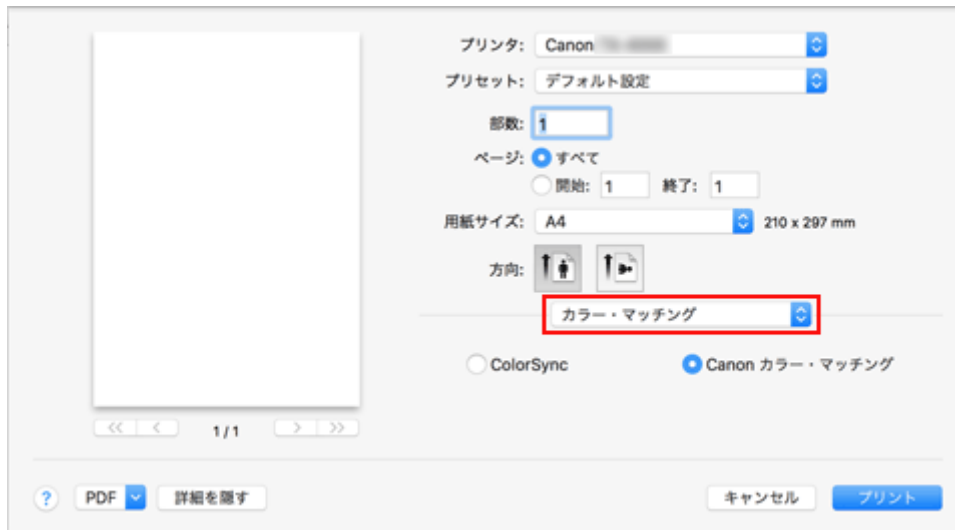 プリンタ: Canon
プリセット: デフォルト設定
部数: 1
ページ: すべて
開始: 1 終了: 1
用紙サイズ: A4 210 x 297 mm
方向:
カラー・マッチング
ColorSync Canon カラー・マッチング
<< < 1 / 1 > >>
? PDF 詳細を隠す キャンセル プリント